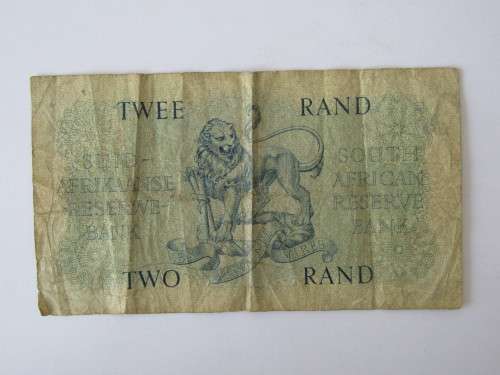 TWEE RAND
SUID-
AFRIKAANSE
RESERWE-
BANK
SOUTH
AFRICAN
RESERVE
BANK
TWO RAND